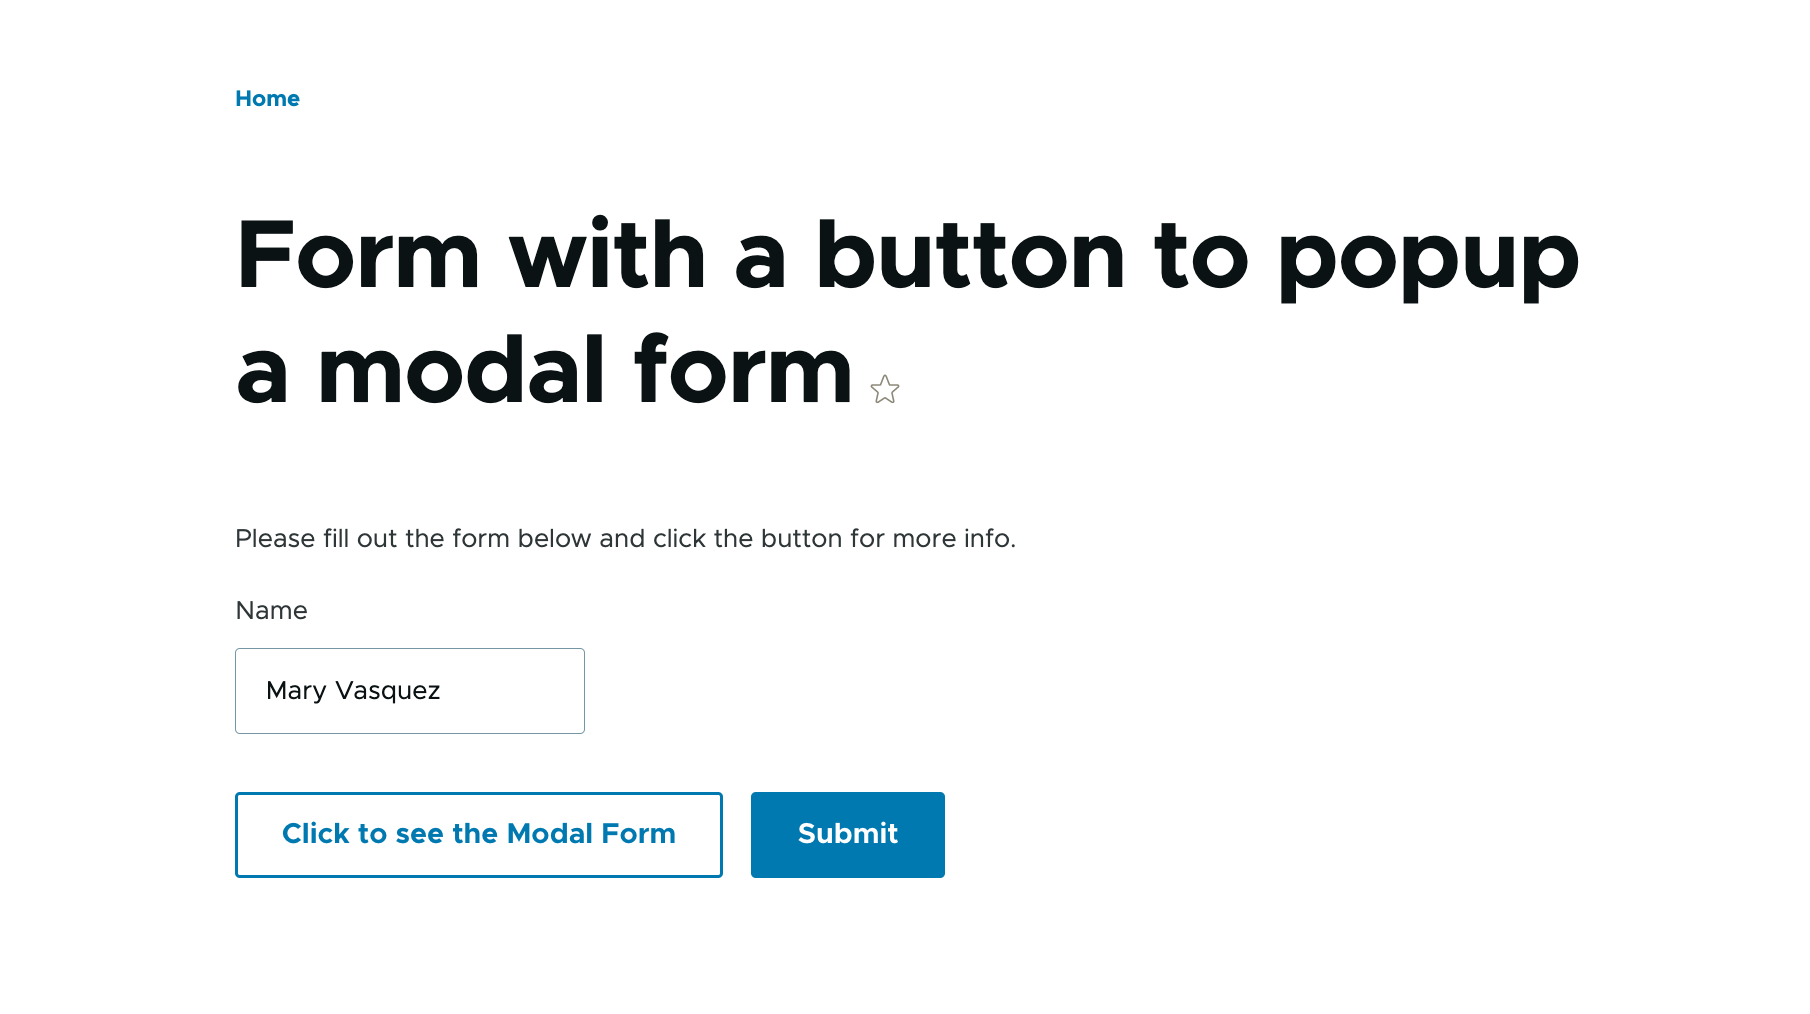 Home
Form with a button to popup
a modal form
Please fill out the form below and click the button for more info.
Name
Mary Vasquez
Click to see the Modal Form
Submit